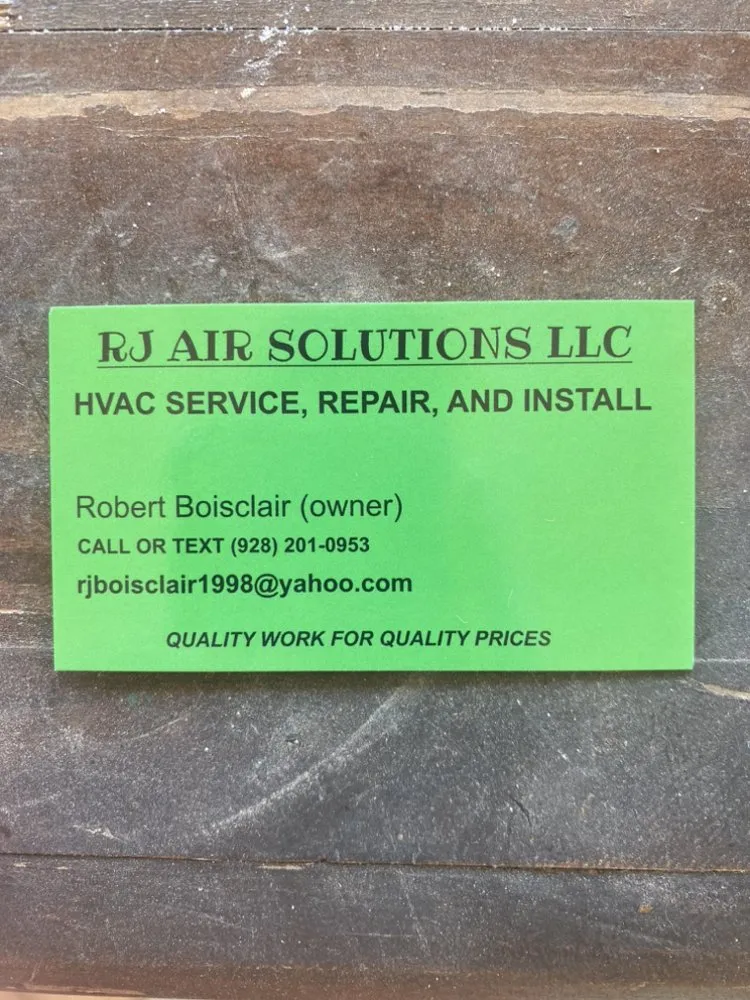 RJ AIR SOLUTIONS LLC
HVAC SERVICE, REPAIR, AND INSTALL
Robert Boisclair (owner)
CALL OR TEXT (928) 201-0953
rjboisclair1998@yahoo.com
QUALITY WORK FOR QUALITY PRICES